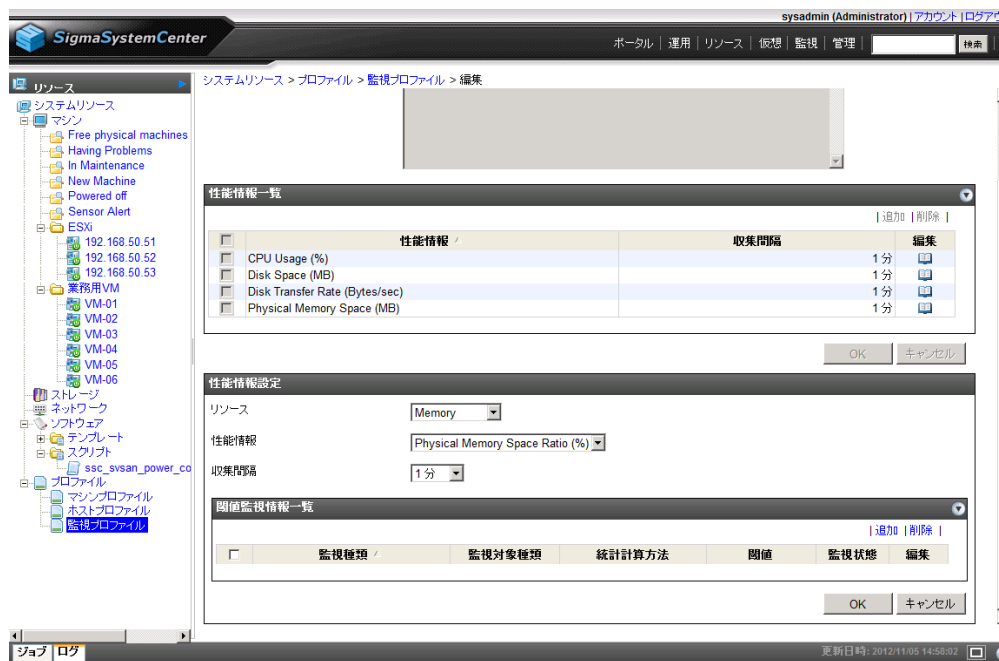 sysadmin (Administrator) | アカウント | ログアウ
SigmaSystemCenter
ポータル | 運用 | リソース | 仮想 | 監視 | 管理 | 検索
リソース
システムリソース > プロファイル > 監視プロファイル > 編集
システムリソース
マシン
Free physical machines
Having Problems
In Maintenance
New Machine
Powered off
Sensor Alert
ESXi
192.168.50.51
192.168.50.52
192.168.50.53
業務用VM
VM-01
VM-02
VM-03
VM-04
VM-05
VM-06
ストレージ
ネットワーク
ソフトウェア
テンプレート
スクリプト
ssc_svsan_power_co
プロファイル
マシンプロファイル
ホストプロファイル
監視プロファイル
性能情報一覧
| 追加 | 削除 |
性能情報 収集間隔 編集
CPU Usage (%) 1 分
Disk Space (MB) 1 分
Disk Transfer Rate (Bytes/sec) 1 分
Physical Memory Space (MB) 1 分
OK キャンセル
性能情報設定
リソース Memory
性能情報 Physical Memory Space Ratio (%)
収集間隔 1 分
閾値監視情報一覧
| 追加 | 削除 |
監視種類 監視対象種類 統計計算方法 閾値 監視状態 編集
OK キャンセル
ジョブ ログ
更新日時: 2012/11/05 14:58:02